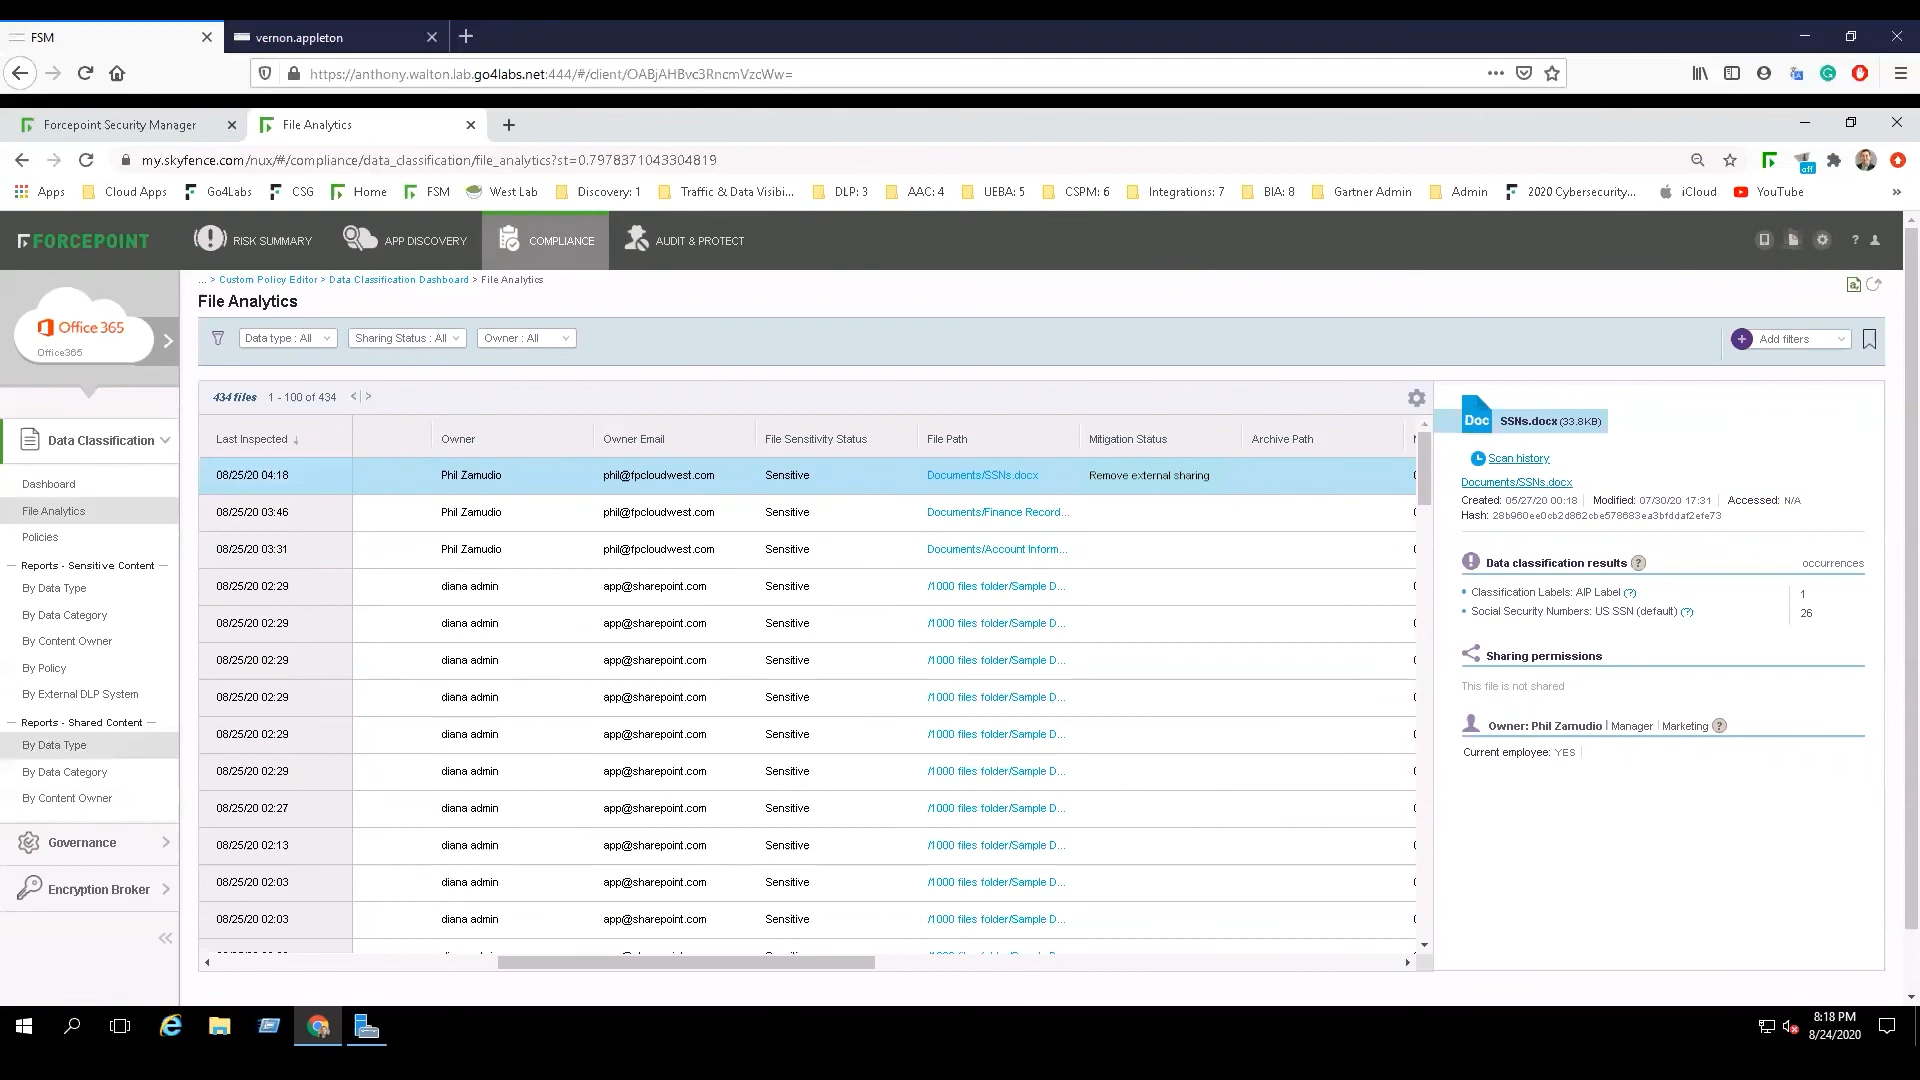 FSM
vernon.appleton
https://anthony.walton.lab.go4labs.net:444/#/client/OABjAHBvc3RncmVzcWw=
Forcepoint Security Manager
File Analytics
my.skyfence.com/nux/#/compliance/data_classification/file_analytics?st=0.7978371043304819
off
Apps Cloud Apps Go4Labs CSG Home FSM West Lab Discovery: 1 Traffic & Data Visibi... DLP: 3 AAC: 4 UEBA: 5 CSPM: 6 Integrations: 7 BIA: 8 Gartner Admin Admin 2020 Cybersecurity... iCloud YouTube »
FORCEPOINT RISK SUMMARY APP DISCOVERY COMPLIANCE AUDIT & PROTECT ?
... > Custom Policy Editor > Data Classification Dashboard > File Analytics
File Analytics
Office 365
Office365
Data type : All Sharing Status : All Owner : All + Add filters
Data Classification
Dashboard
File Analytics
Policies
Reports - Sensitive Content
By Data Type
By Data Category
By Content Owner
By Policy
By External DLP System
Reports - Shared Content
By Data Type
By Data Category
By Content Owner
Governance
Encryption Broker
434 files 1 - 100 of 434 < | >
Last Inspected ↓ Owner Owner Email File Sensitivity Status File Path Mitigation Status Archive Path
08/25/20 04:18 Phil Zamudio phil@fpcloudwest.com Sensitive Documents/SSNs.docx Remove external sharing
08/25/20 03:46 Phil Zamudio phil@fpcloudwest.com Sensitive Documents/Finance Record...
08/25/20 03:31 Phil Zamudio phil@fpcloudwest.com Sensitive Documents/Account Inform...
08/25/20 02:29 diana admin app@sharepoint.com Sensitive /1000 files folder/Sample D...
08/25/20 02:29 diana admin app@sharepoint.com Sensitive /1000 files folder/Sample D...
08/25/20 02:29 diana admin app@sharepoint.com Sensitive /1000 files folder/Sample D...
08/25/20 02:29 diana admin app@sharepoint.com Sensitive /1000 files folder/Sample D...
08/25/20 02:29 diana admin app@sharepoint.com Sensitive /1000 files folder/Sample D...
08/25/20 02:29 diana admin app@sharepoint.com Sensitive /1000 files folder/Sample D...
08/25/20 02:27 diana admin app@sharepoint.com Sensitive /1000 files folder/Sample D...
08/25/20 02:13 diana admin app@sharepoint.com Sensitive /1000 files folder/Sample D...
08/25/20 02:03 diana admin app@sharepoint.com Sensitive /1000 files folder/Sample D...
08/25/20 02:03 diana admin app@sharepoint.com Sensitive /1000 files folder/Sample D...
Doc SSNs.docx (33.8KB)
Scan history
Documents/SSNs.docx
Created: 05/27/20 00:18 Modified: 07/30/20 17:31 Accessed: N/A
Hash: 28b960ee0cb2d862cbe578683ea3bfddaf2efe73
Data classification results ? occurrences
Classification Labels: AIP Label (?) 1
Social Security Numbers: US SSN (default) (?) 26
Sharing permissions
This file is not shared
Owner: Phil Zamudio | Manager | Marketing ?
Current employee: YES
8:18 PM
8/24/2020